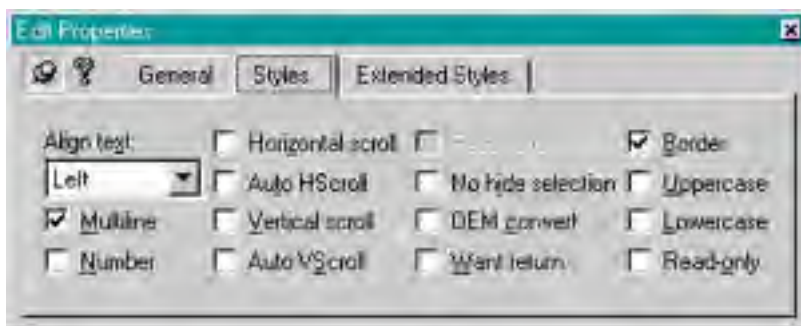 Edit Properties
General Styles Extended Styles
Align text: Horizontal scroll Border
Left Auto HScroll No hide selection Uppercase
Multiline Vertical scroll OEM convert Lowercase
Number Auto VScroll Want return Read-only